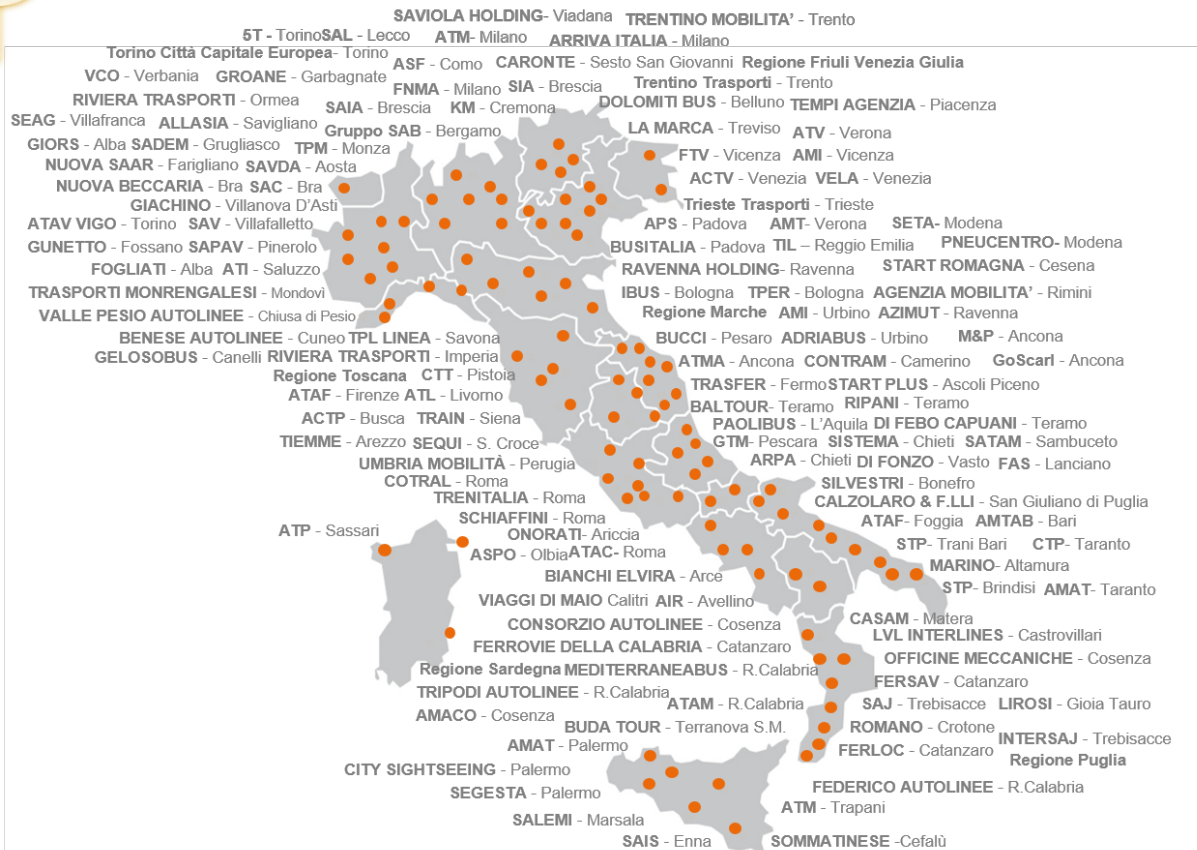 SAVIOLA HOLDING- Viadana TRENTINO MOBILITA' - Trento
5T - TorinoSAL - Lecco ATM- Milano ARRIVA ITALIA - Milano
Torino Città Capitale Europea- Torino ASF - Como CARONTE - Sesto San Giovanni Regione Friuli Venezia Giulia
VCO - Verbania GROANE - Garbagnate FNMA - Milano SIA - Brescia Trentino Trasporti - Trento
RIVIERA TRASPORTI - Ormea SAIA - Brescia KM - Cremona DOLOMITI BUS - Belluno TEMPI AGENZIA - Piacenza
SEAG - Villafranca ALLASIA - Savigliano Gruppo SAB - Bergamo LA MARCA - Treviso ATV - Verona
GIORS - Alba SADEM - Grugliasco TPM - Monza
NUOVA SAAR - Farigliano SAVDA - Aosta FTV - Vicenza AMI - Vicenza
NUOVA BECCARIA - Bra SAC - Bra ACTV - Venezia VELA - Venezia
GIACHINO - Villanova D'Asti Trieste Trasporti - Trieste
ATAV VIGO - Torino SAV - Villafalletto APS - Padova AMT- Verona SETA- Modena
GUNETTO - Fossano SAPAV - Pinerolo BUSITALIA - Padova TIL – Reggio Emilia PNEUCENTRO- Modena
FOGLIATI - Alba ATI - Saluzzo RAVENNA HOLDING- Ravenna START ROMAGNA - Cesena
TRASPORTI MONREGALESI - Mondovì IBUS - Bologna TPER - Bologna AGENZIA MOBILITA' - Rimini
VALLE PESIO AUTOLINEE - Chiusa di Pesio Regione Marche AMI - Urbino AZIMUT - Ravenna
BENESE AUTOLINEE - Cuneo TPL LINEA - Savona BUCCI - Pesaro ADRIABUS - Urbino M&P - Ancona
GELOSOBUS - Canelli RIVIERA TRASPORTI - Imperia ATMA - Ancona CONTRAM - Camerino GoScarl - Ancona
Regione Toscana CTT - Pistoia TRASFER - FermoSTART PLUS - Ascoli Piceno
ATAF - Firenze ATL - Livorno BALTOUR- Teramo RIPANI - Teramo
ACTP - Busca TRAIN - Siena PAOLIBUS - L'Aquila DI FEBO CAPUANI - Teramo
TIEMME - Arezzo SEQUI - S. Croce GTM- Pescara SISTEMA - Chieti SATAM - Sambuceto
UMBRIA MOBILITÀ - Perugia ARPA - Chieti DI FONZO - Vasto FAS - Lanciano
COTRAL - Roma SILVESTRI - Bonefro
TRENITALIA - Roma CALZOLARO & F.LLI - San Giuliano di Puglia
SCHIAFFINI - Roma ATAF- Foggia AMTAB - Bari
ATP - Sassari ONORATI- Ariccia STP- Trani Bari CTP- Taranto
ASPO - OlbiaATAC- Roma MARINO- Altamura
BIANCHI ELVIRA - Arce STP- Brindisi AMAT- Taranto
VIAGGI DI MAIO Calitri AIR - Avellino
CONSORZIO AUTOLINEE - Cosenza CASAM - Matera
FERROVIE DELLA CALABRIA - Catanzaro LVL INTERLINES - Castrovillari
Regione Sardegna MEDITERRANEABUS - R.Calabria OFFICINE MECCANICHE - Cosenza
TRIPODI AUTOLINEE - R.Calabria FERSAV - Catanzaro
ATAM - R.Calabria SAJ - Trebisacce LIROSI - Gioia Tauro
AMACO - Cosenza
BUDA TOUR - Terranova S.M. ROMANO - Crotone INTERSAJ - Trebisacce
AMAT - Palermo FERLOC - Catanzaro Regione Puglia
CITY SIGHTSEEING - Palermo
SEGESTA - Palermo FEDERICO AUTOLINEE - R.Calabria
SALEMI - Marsala ATM - Trapani
SAIS - Enna SOMMATINESE -Cefalù